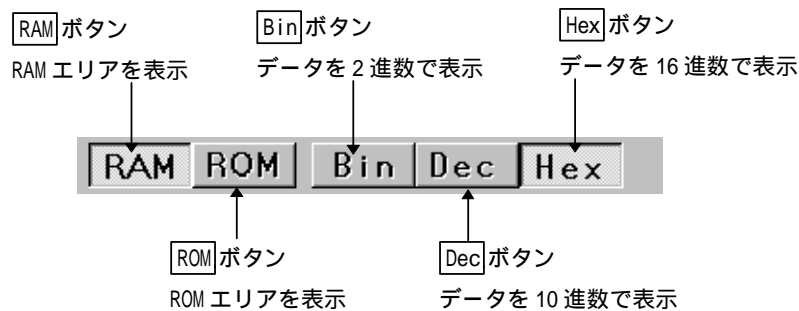 RAMボタン
RAMエリアを表示
Binボタン
データを2進数で表示
Hexボタン
データを16進数で表示
RAM ROM Bin Dec Hex
ROMボタン
ROMエリアを表示
Decボタン
データを10進数で表示